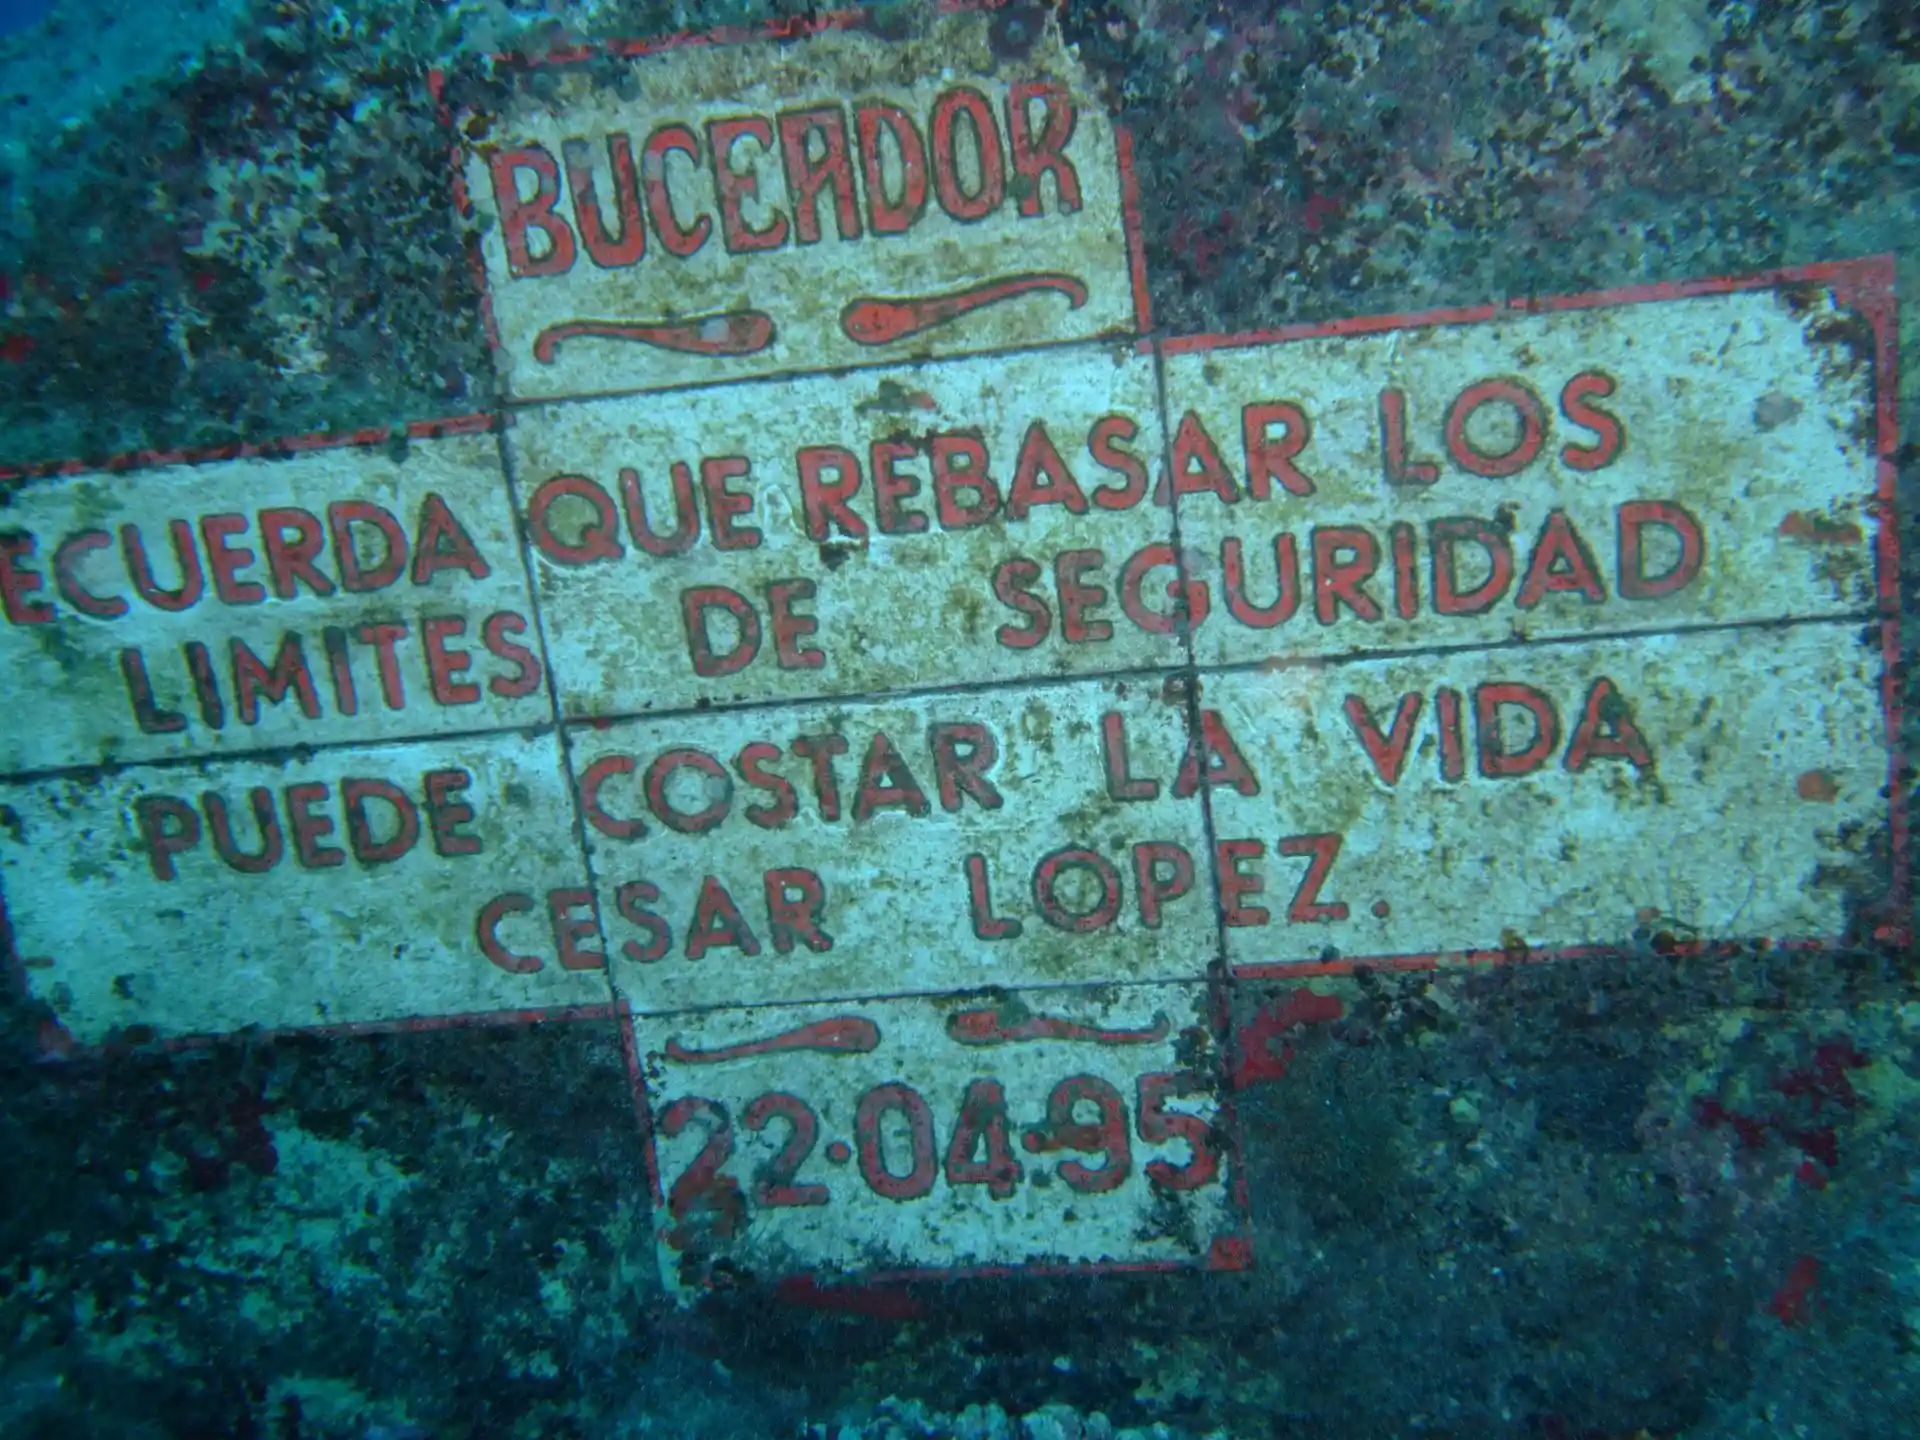 BUCEADOR
ECUERDA QUE REBASAR LOS
LIMITES DE SEGURIDAD
PUEDE COSTAR LA VIDA
CESAR LOPEZ.
22·04·95